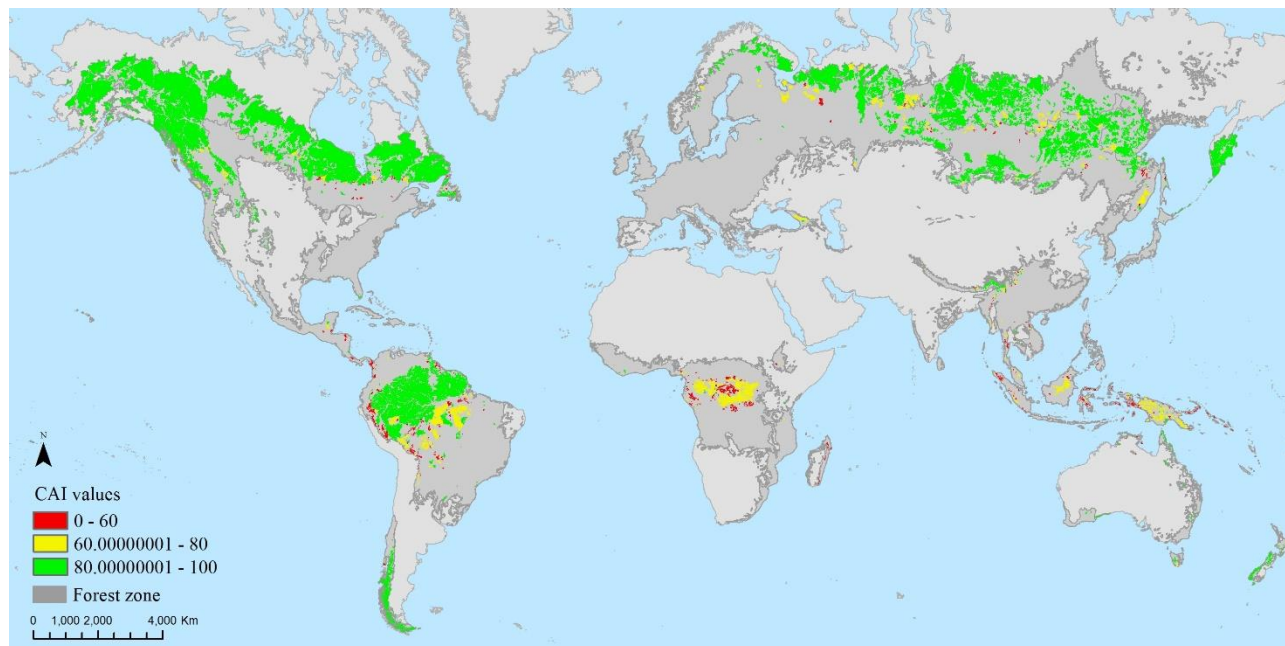 N
CAI values
0 - 60
60.00000001 - 80
80.00000001 - 100
Forest zone
0 1,000 2,000 4,000 Km